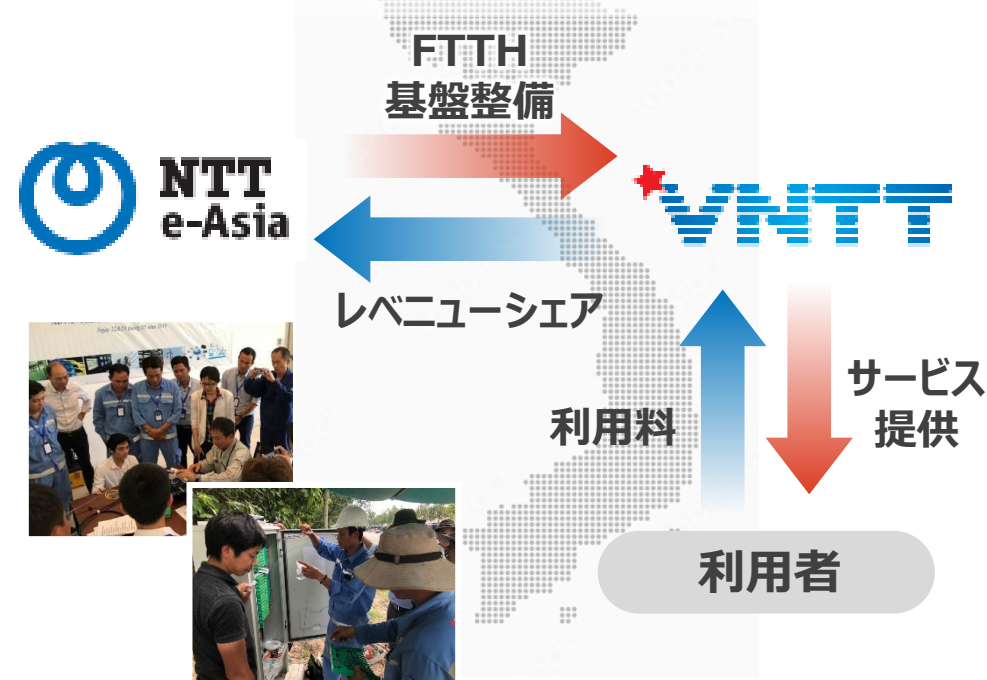 FTTH
基盤整備
NTT
e-Asia
VNTT
レベニューシェア
サービス
提供
利用料
利用者